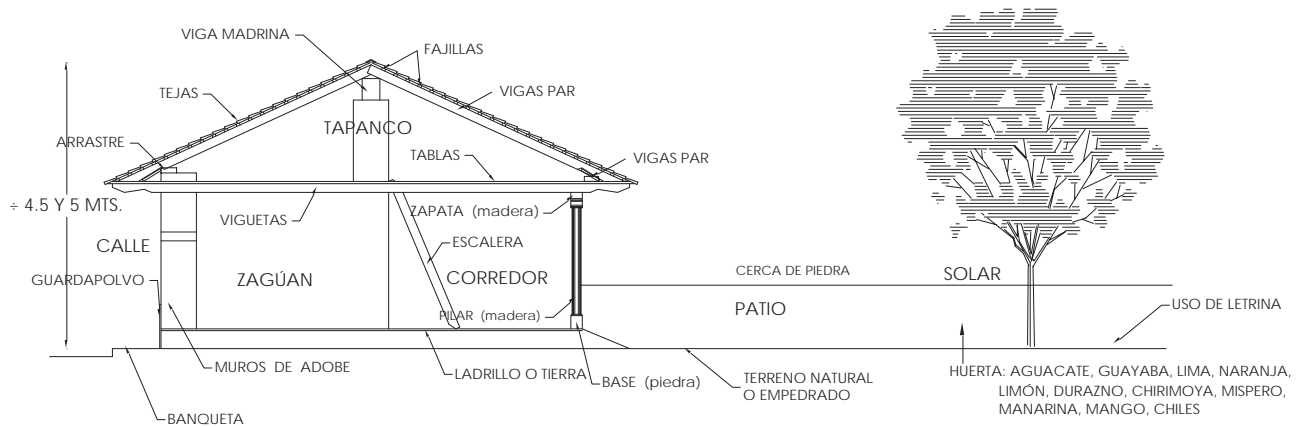 VIGA MADRINA
FAJILLAS
TEJAS
VIGAS PAR
TAPANCO
ARRASTRE
TABLAS
VIGAS PAR
÷ 4.5 Y 5 MTS.
VIGUETAS
ZAPATA (madera)
CALLE
ESCALERA
GUARDAPOLVO
ZAGÚAN
CORREDOR
CERCA DE PIEDRA
SOLAR
PILAR (madera)
PATIO
USO DE LETRINA
MUROS DE ADOBE
LADRILLO O TIERRA
BASE (piedra)
TERRENO NATURAL
O EMPEDRADO
HUERTA: AGUACATE, GUAYABA, LIMA, NARANJA,
LIMÓN, DURAZNO, CHIRIMOYA, MISPERO,
MANARINA, MANGO, CHILES
BANQUETA